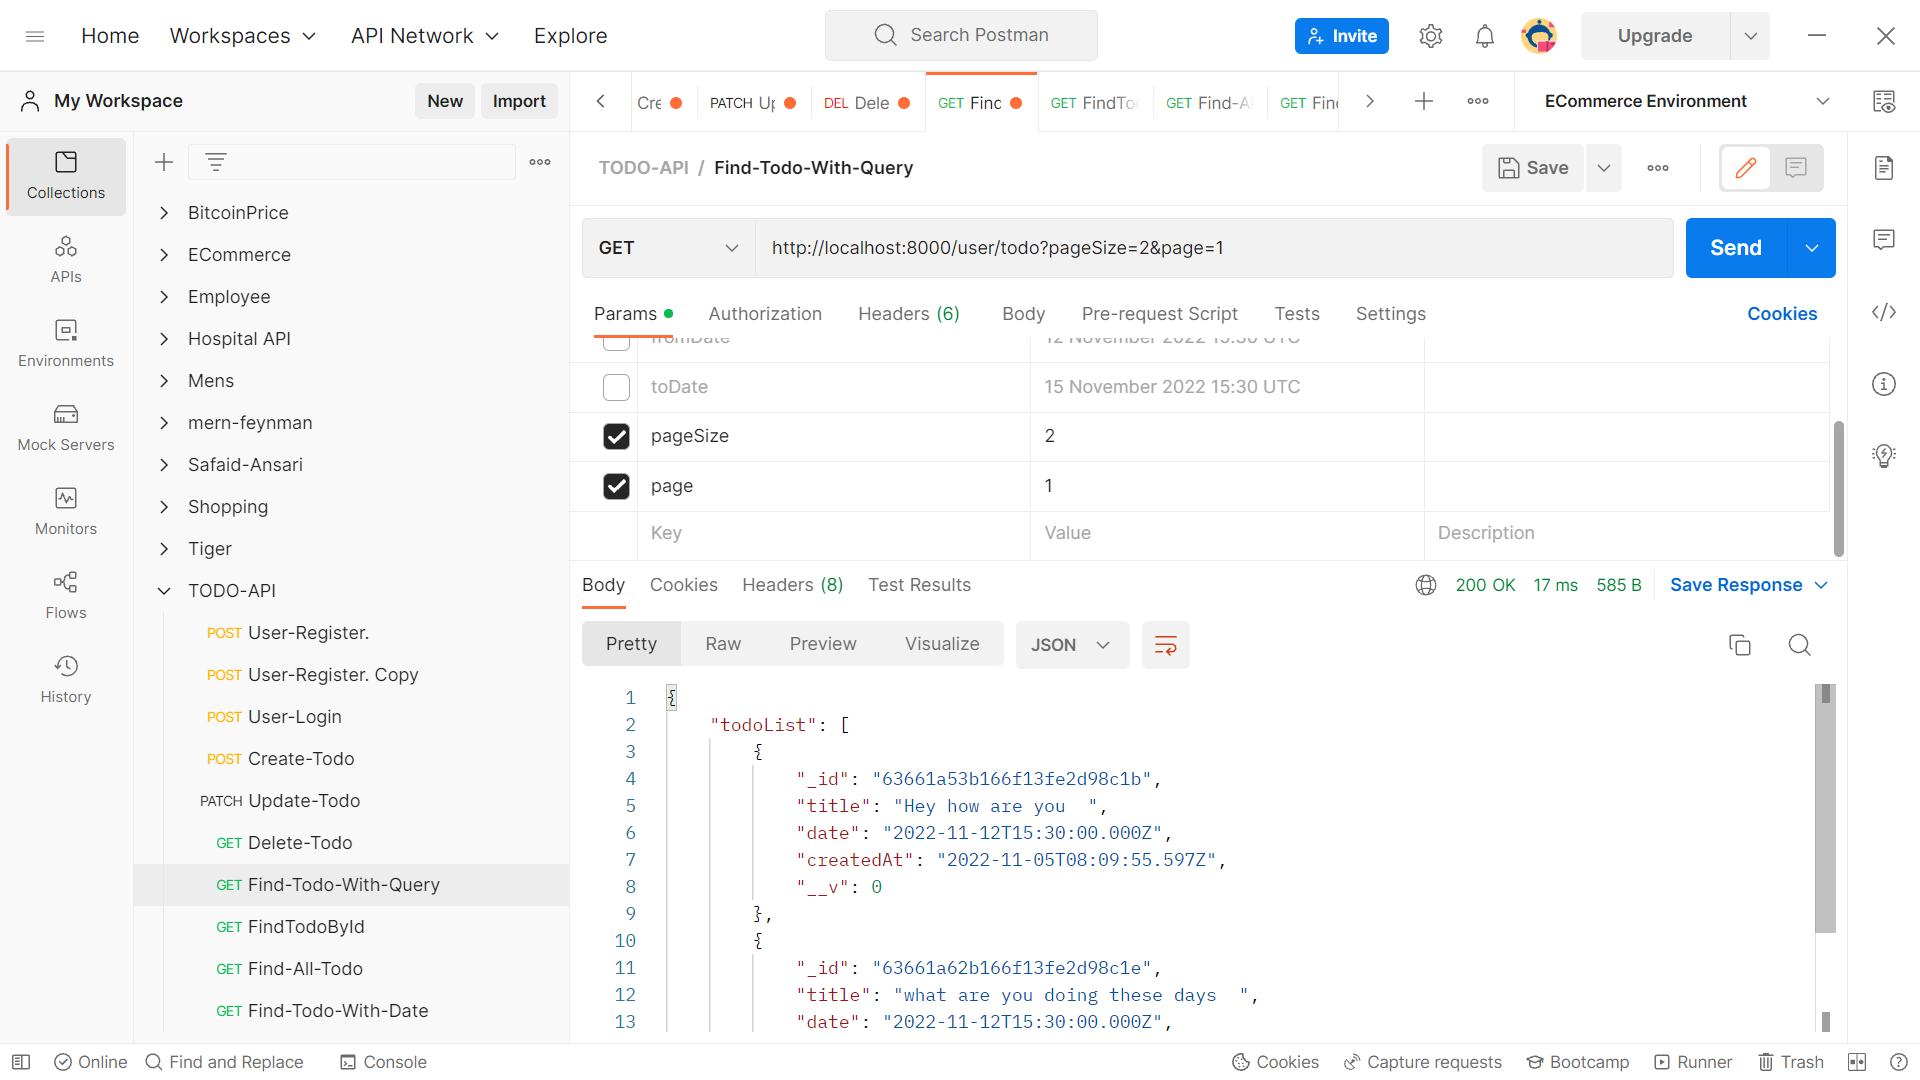 Home Workspaces API Network Explore Search Postman Invite Upgrade
My Workspace New Import Cre PATCH Up DEL Dele GET Find GET FindTo GET Find-Al GET Find ECommerce Environment
TODO-API / Find-Todo-With-Query Save
Collections
APIs
Environments
Mock Servers
Monitors
Flows
History
BitcoinPrice
ECommerce
Employee
Hospital API
Mens
mern-feynman
Safaid-Ansari
Shopping
Tiger
TODO-API
POST User-Register.
POST User-Register. Copy
POST User-Login
POST Create-Todo
PATCH Update-Todo
GET Delete-Todo
GET Find-Todo-With-Query
GET FindTodoById
GET Find-All-Todo
GET Find-Todo-With-Date
GET http://localhost:8000/user/todo?pageSize=2&page=1 Send
Params Authorization Headers (6) Body Pre-request Script Tests Settings Cookies
fromDate 12 November 2022 15:30 UTC
toDate 15 November 2022 15:30 UTC
pageSize 2
page 1
Key Value Description
Body Cookies Headers (8) Test Results 200 OK 17 ms 585 B Save Response
Pretty Raw Preview Visualize JSON
1 {
2 "todoList": [
3 {
4 "_id": "63661a53b166f13fe2d98c1b",
5 "title": "Hey how are you  ",
6 "date": "2022-11-12T15:30:00.000Z",
7 "createdAt": "2022-11-05T08:09:55.597Z",
8 "__v": 0
9 },
10 {
11 "_id": "63661a62b166f13fe2d98c1e",
12 "title": "what are you doing these days  ",
13 "date": "2022-11-12T15:30:00.000Z",
Online Find and Replace Console Cookies Capture requests Bootcamp Runner Trash